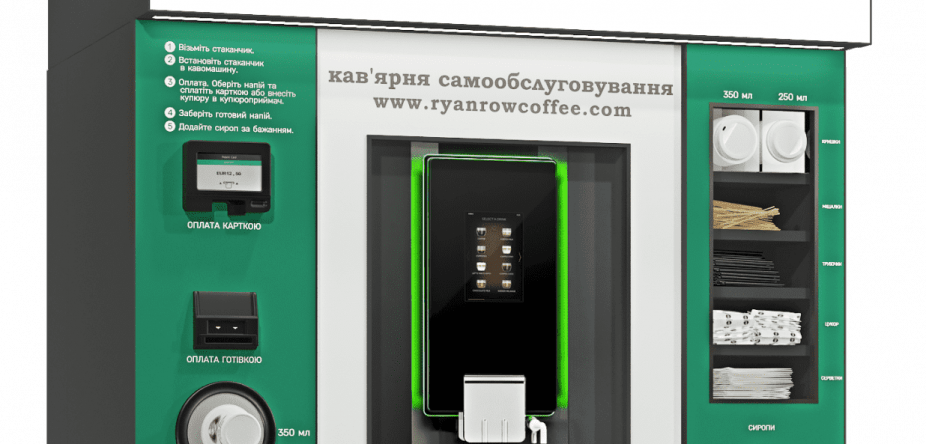 1 Візьміть стаканчик.
2 Встановіть стаканчик
в кавомашину.
3 Оплата. Оберіть напій та
сплатіть карткою або внесіть
купюру в купюроприймач.
4 Заберіть готовий напій.
5 Додайте сироп за бажанням.
ОПЛАТА КАРТКОЮ
ОПЛАТА ГОТІВКОЮ
350 мл
кав'ярня самообслуговування
www.ryanrowcoffee.com
350 мл 250 мл
КРИШКИ
МІШАЛКИ
ТРУБОЧКИ
ЦУКОР
СЕРВЕТКИ
СИРОПИ